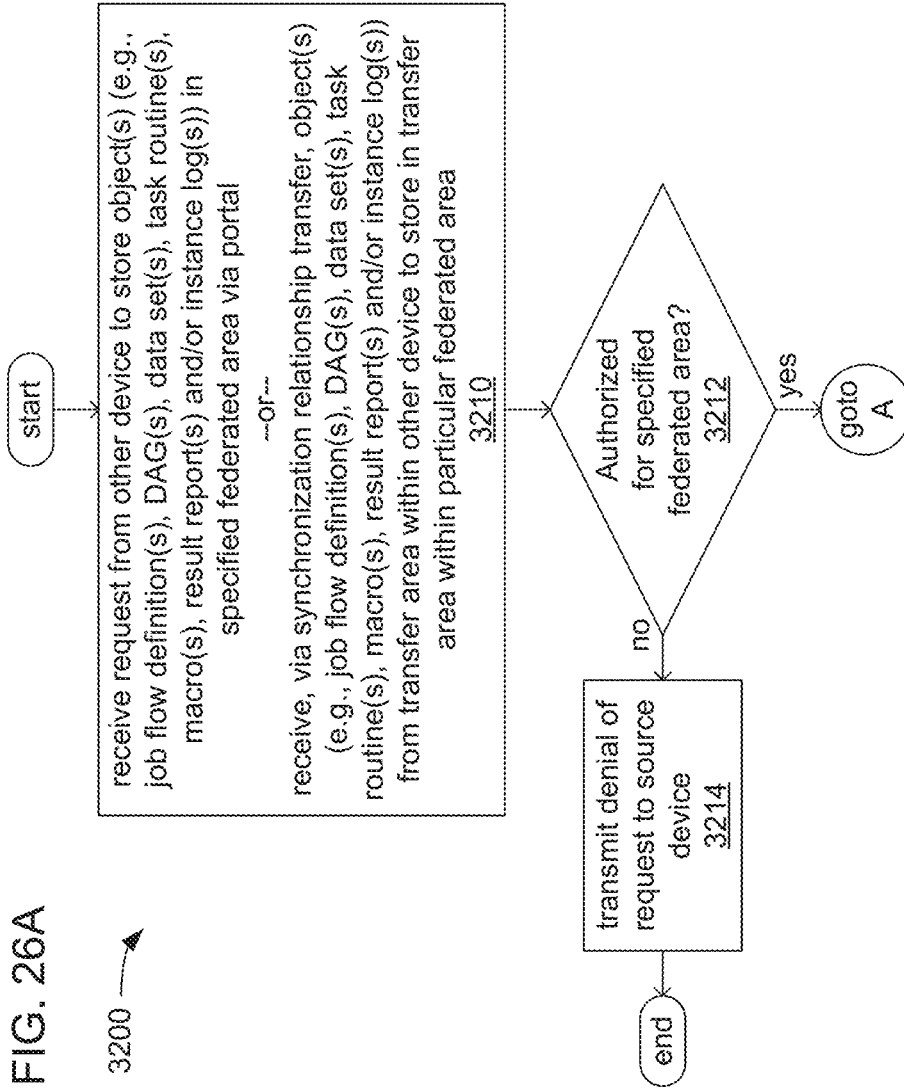 FIG. 26A
3200
start
receive request from other device to store object(s) (e.g.,
job flow definition(s), DAG(s), data set(s), task routine(s),
macro(s), result report(s) and/or instance log(s)) in
specified federated area via portal
--or--
receive, via synchronization relationship transfer, object(s)
(e.g., job flow definition(s), DAG(s), data set(s), task
routine(s), macro(s), result report(s) and/or instance log(s))
from transfer area within other device to store in transfer
area within particular federated area
3210
Authorized
for specified
federated area?
3212
no
yes
transmit denial of
request to source
device
3214
end
goto
A